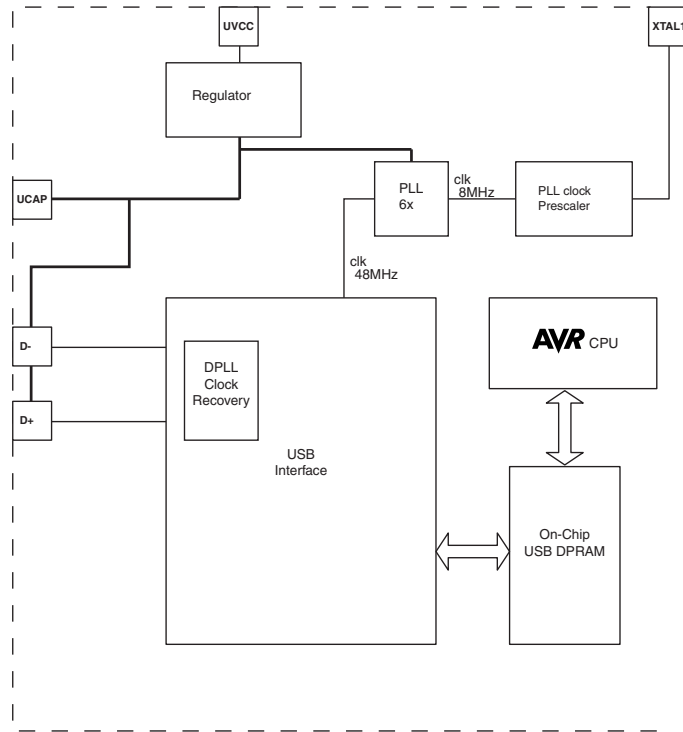 UVCC
XTAL1
Regulator
UCAP
PLL
6x
clk
8MHz
PLL clock
Prescaler
clk
48MHz
D-
D+
DPLL
Clock
Recovery
USB
Interface
AVR CPU
On-Chip
USB DPRAM